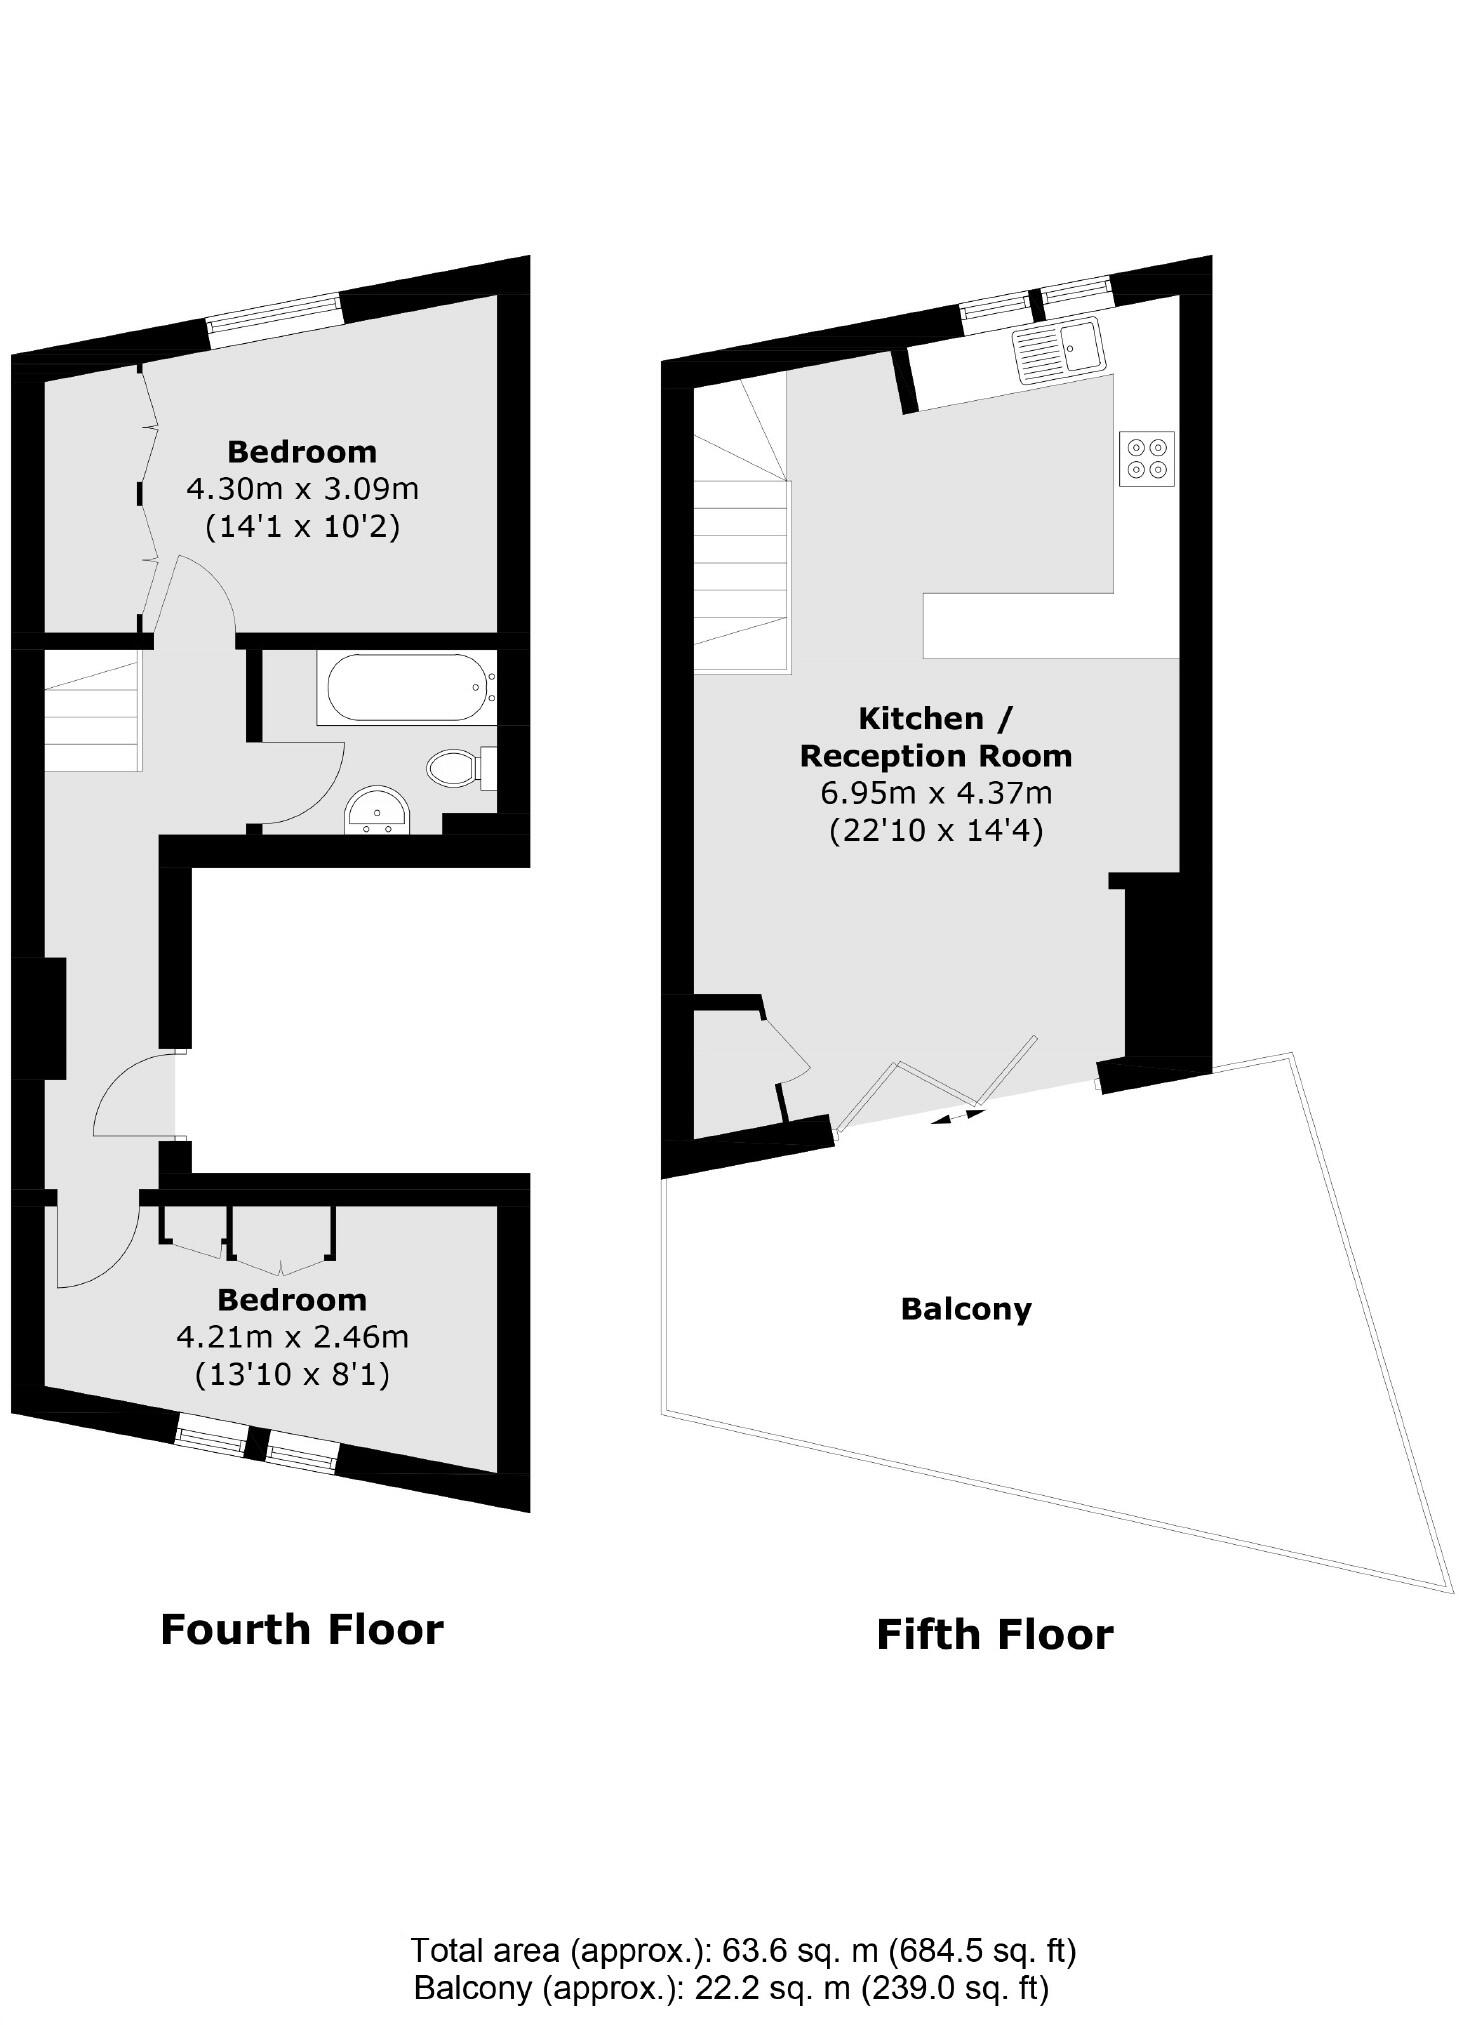 Bedroom
4.30m x 3.09m
(14'1 x 10'2)
Bedroom
4.21m x 2.46m
(13'10 x 8'1)
Fourth Floor
Kitchen /
Reception Room
6.95m x 4.37m
(22'10 x 14'4)
Balcony
Fifth Floor
Total area (approx.): 63.6 sq. m (684.5 sq. ft)
Balcony (approx.): 22.2 sq. m (239.0 sq. ft)